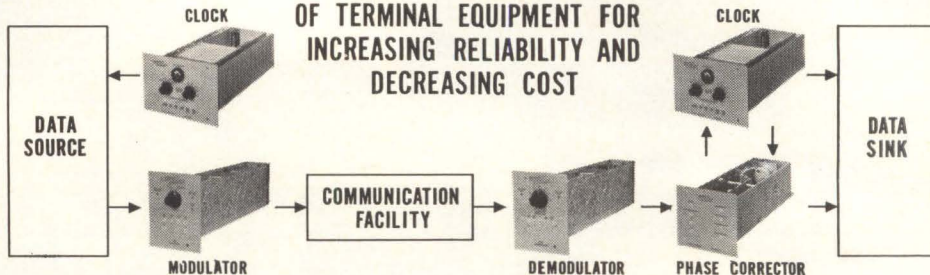 CLOCK
OF TERMINAL EQUIPMENT FOR
INCREASING RELIABILITY AND
DECREASING COST
CLOCK
DATA
SOURCE
DATA
SINK
COMMUNICATION
FACILITY
MODULATOR
DEMODULATOR
PHASE CORRECTOR